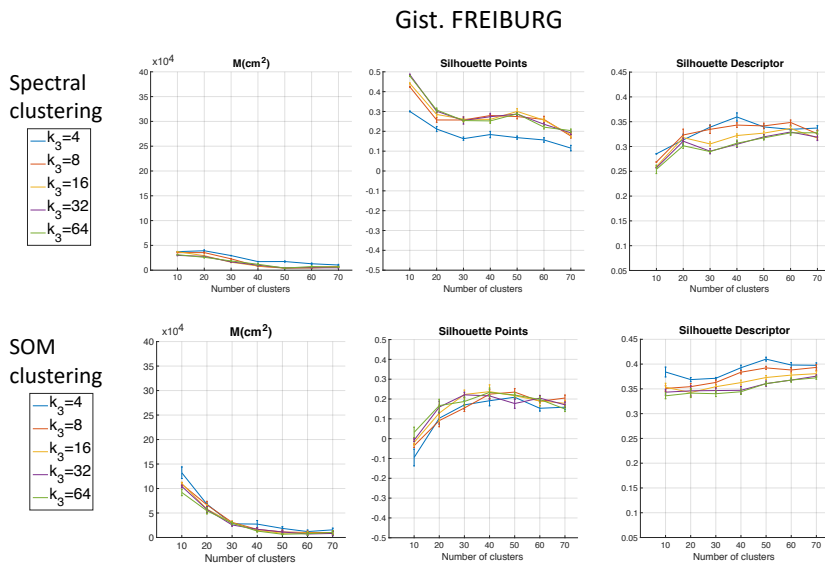 Gist. FREIBURG
Spectral
clustering
k3=4
k3=8
k3=16
k3=32
k3=64
M(cm²)
x10⁴
40
35
30
25
20
15
10
5
0
10 20 30 40 50 60 70
Number of clusters
Silhouette Points
0.5
0.4
0.3
0.2
0.1
0
-0.1
-0.2
-0.3
-0.4
-0.5
10 20 30 40 50 60 70
Number of clusters
Silhouette Descriptor
0.45
0.4
0.35
0.3
0.25
0.2
0.15
0.1
0.05
10 20 30 40 50 60 70
Number of clusters
SOM
clustering
k3=4
k3=8
k3=16
k3=32
k3=64
M(cm²)
x10⁴
40
35
30
25
20
15
10
5
0
10 20 30 40 50 60 70
Number of clusters
Silhouette Points
0.5
0.4
0.3
0.2
0.1
0
-0.1
-0.2
-0.3
-0.4
-0.5
10 20 30 40 50 60 70
Number of clusters
Silhouette Descriptor
0.45
0.4
0.35
0.3
0.25
0.2
0.15
0.1
0.05
10 20 30 40 50 60 70
Number of clusters